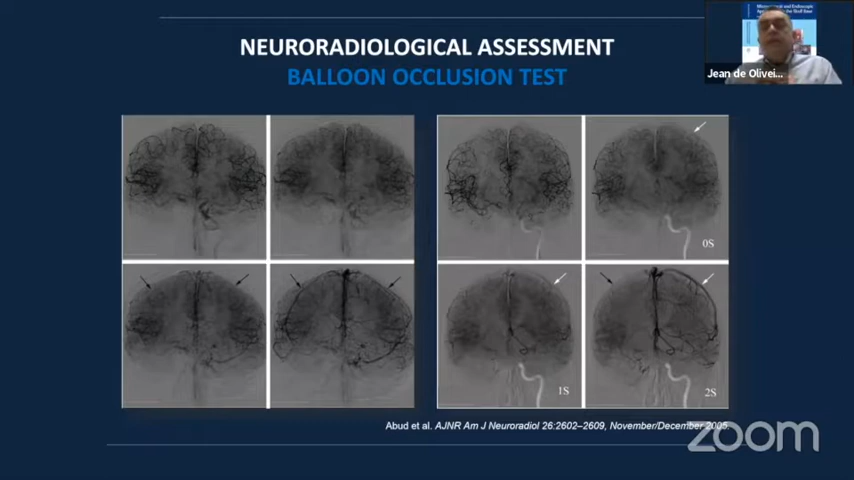 NEURORADIOLOGICAL ASSESSMENT
BALLOON OCCLUSION TEST
Jean de Olivei...
0S
1S
2S
Abud et al. AJNR Am J Neuroradiol 26:2602–2609, November/December 2005.
zoom